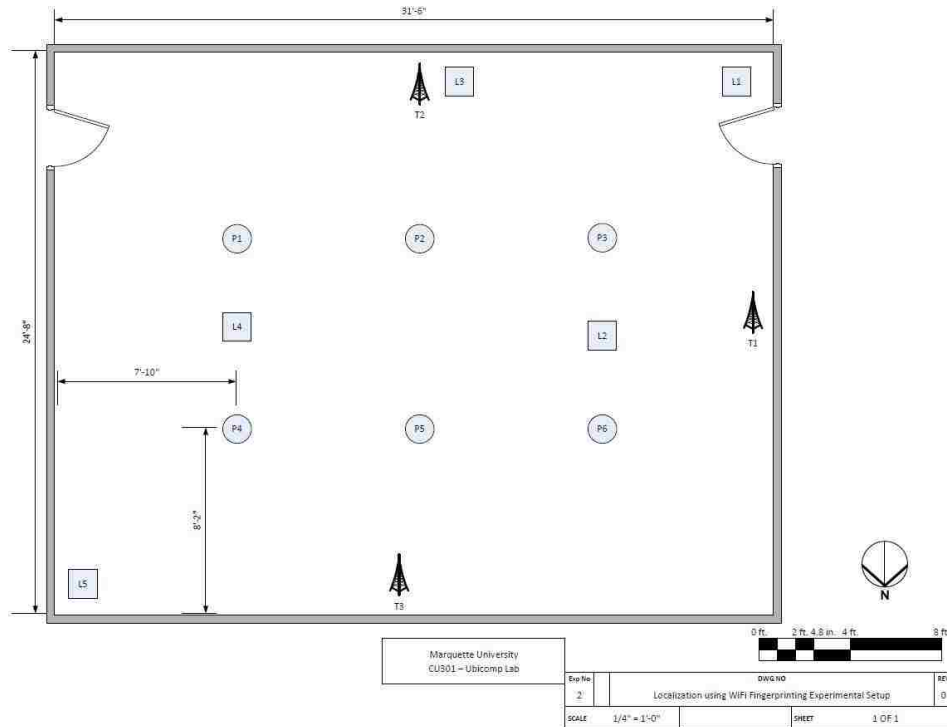 31'-6"
L3
L1
T2
P1
P2
P3
24'-8"
L4
L2
T1
7'-10"
P4
P5
P6
8'-2"
L5
T3
N
0 ft. 2 ft. 4.8 in. 4 ft. 8 ft
Marquette University
CU301 – Ubicomp Lab
Exp No
DWG NO
REV
2
Localization using WiFi Fingerprinting Experimental Setup
0
SCALE 1/4" = 1'-0" SHEET 1 OF 1